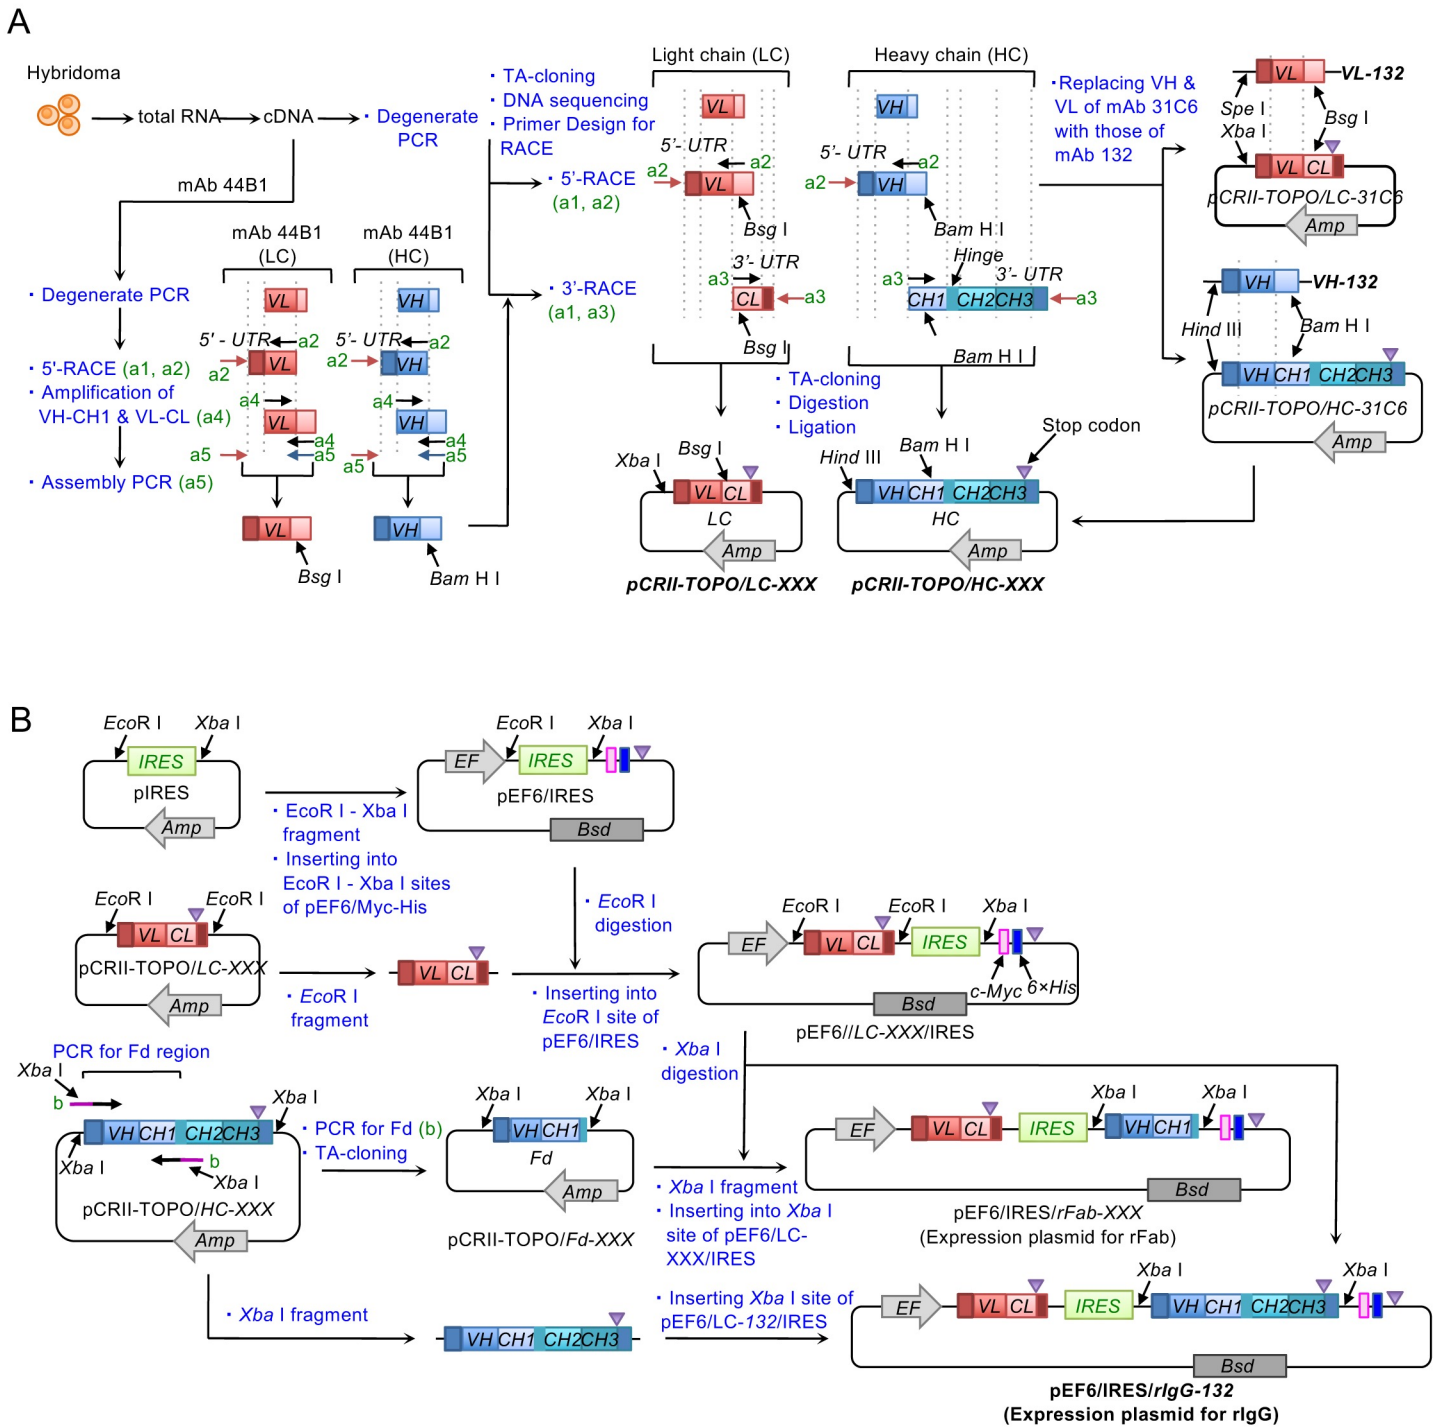 A
Hybridoma
total RNA
cDNA
· Degenerate
PCR
mAb 44B1
· Degenerate PCR
· 5'-RACE (a1, a2)
· Amplification of
VH-CH1 & VL-CL (a4)
· Assembly PCR (a5)
mAb 44B1
(LC)
VL
5' - UTR
a2
a2
VL
a4
VL
a4
a5
a5
VL
Bsg I
mAb 44B1
(HC)
VH
5' - UTR
a2
a2
VH
a4
VH
a4
a5
a5
VH
Bam H I
· TA-cloning
· DNA sequencing
· Primer Design for
RACE
· 5'-RACE
(a1, a2)
· 3'-RACE
(a1, a3)
Light chain (LC)
VL
5'- UTR
a2
a2
VL
Bsg I
3'- UTR
a3
CL
a3
Bsg I
Heavy chain (HC)
VH
5'- UTR
a2
a2
VH
Bam H I
Hinge
3'- UTR
a3
CH1
CH2CH3
a3
Bam H I
· TA-cloning
· Digestion
· Ligation
Xba I
Bsg I
VL
CL
LC
Amp
pCRII-TOPO/LC-XXX
Hind III
Bam H I
Stop codon
VH
CH1
CH2CH3
HC
Amp
pCRII-TOPO/HC-XXX
·Replacing VH &
VL of mAb 31C6
with those of
mAb 132
VL
VL-132
Spe I
Xba I
Bsg I
VL
CL
pCRII-TOPO/LC-31C6
Amp
VH
VH-132
Hind III
Bam H I
VH
CH1
CH2CH3
pCRII-TOPO/HC-31C6
Amp
B
EcoR I
Xba I
IRES
pIRES
Amp
· EcoR I - Xba I
fragment
· Inserting into
EcoR I - Xba I sites
of pEF6/Myc-His
EcoR I
Xba I
EF
IRES
pEF6/IRES
Bsd
· EcoR I
digestion
EcoR I
EcoR I
VL
CL
pCRII-TOPO/LC-XXX
Amp
· EcoR I
fragment
VL
CL
· Inserting into
EcoR I site of
pEF6/IRES
EcoR I
EcoR I
Xba I
EF
VL
CL
IRES
c-Myc
6×His
Bsd
pEF6//LC-XXX/IRES
· Xba I
digestion
PCR for Fd region
Xba I
b
Xba I
VH
CH1
CH2CH3
Xba I
b
Xba I
pCRII-TOPO/HC-XXX
Amp
· PCR for Fd (b)
· TA-cloning
Xba I
Xba I
VH
CH1
Fd
Amp
pCRII-TOPO/Fd-XXX
· Xba I fragment
· Inserting into Xba I
site of pEF6/LC-
XXX/IRES
Xba I
Xba I
EF
VL
CL
IRES
VH
CH1
Bsd
pEF6/IRES/rFab-XXX
(Expression plasmid for rFab)
· Xba I fragment
VH
CH1
CH2CH3
· Inserting Xba I site of
pEF6/LC-132/IRES
Xba I
Xba I
EF
VL
CL
IRES
VH
CH1
CH2CH3
Bsd
pEF6/IRES/rIgG-132
(Expression plasmid for rIgG)